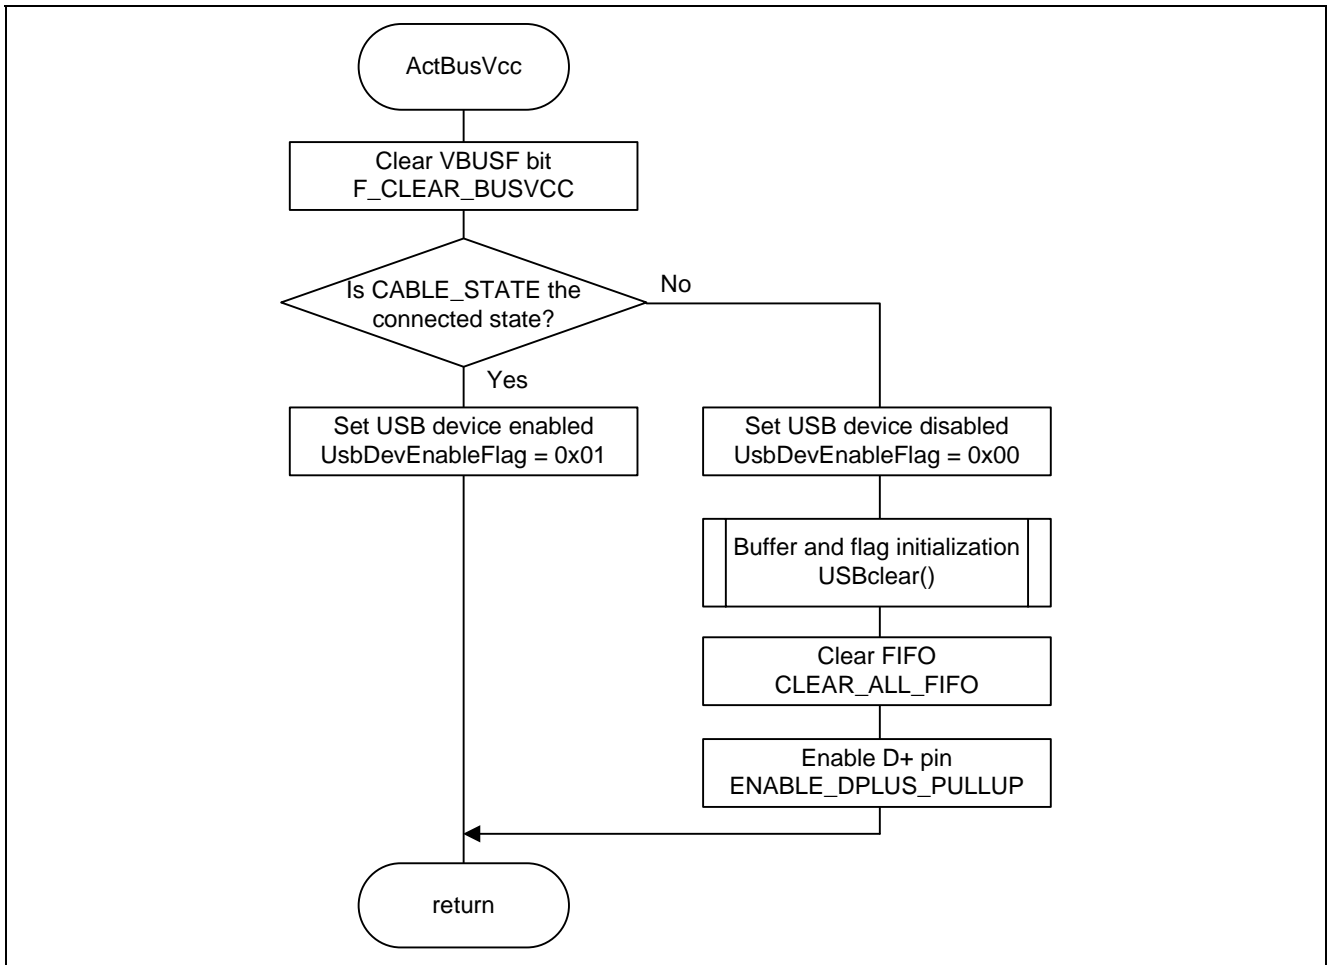 ActBusVcc
Clear VBUSF bit
F_CLEAR_BUSVCC
Is CABLE_STATE the
connected state?
No
Yes
Set USB device enabled
UsbDevEnableFlag = 0x01
Set USB device disabled
UsbDevEnableFlag = 0x00
Buffer and flag initialization
USBclear()
Clear FIFO
CLEAR_ALL_FIFO
Enable D+ pin
ENABLE_DPLUS_PULLUP
return